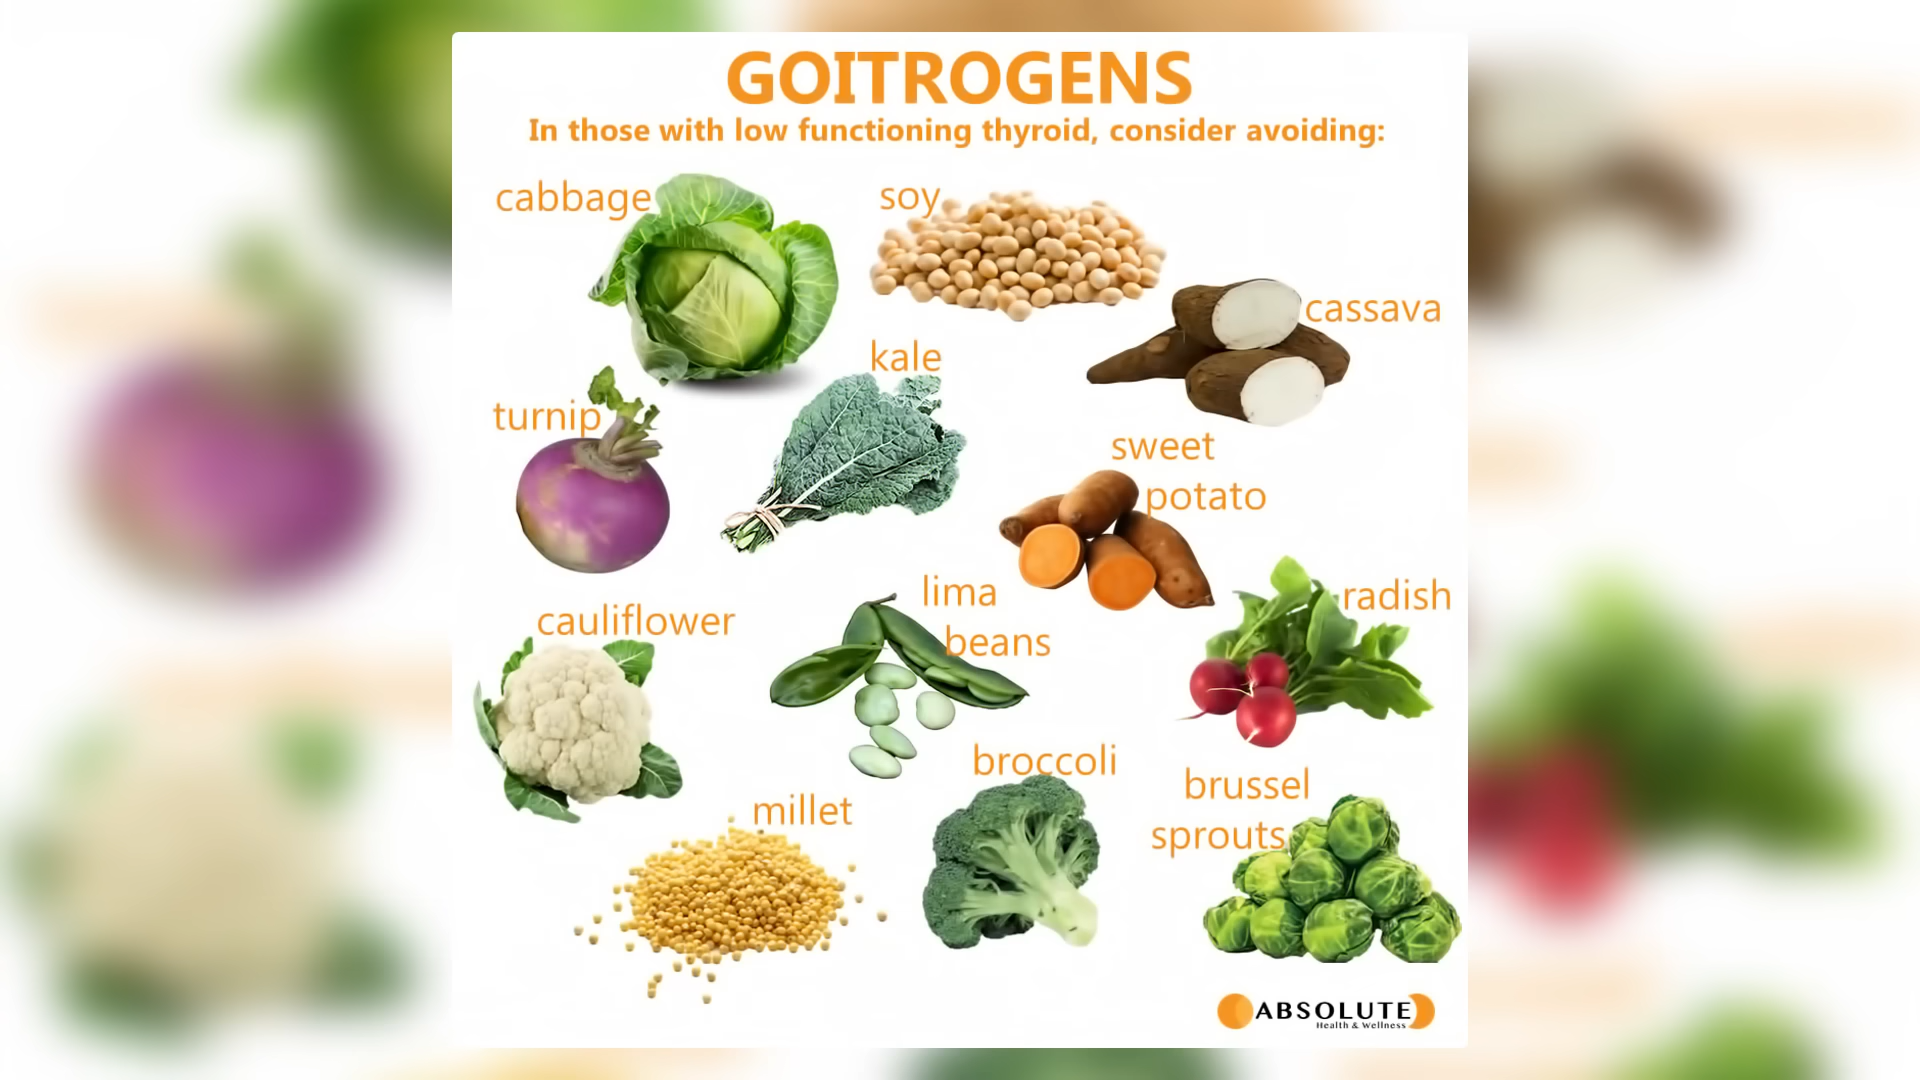 GOITROGENS
In those with low functioning thyroid, consider avoiding:
cabbage
soy
cassava
kale
turnip
sweet
potato
lima
beans
radish
cauliflower
broccoli
brussel
sprouts
millet
ABSOLUTE
Health & Wellness